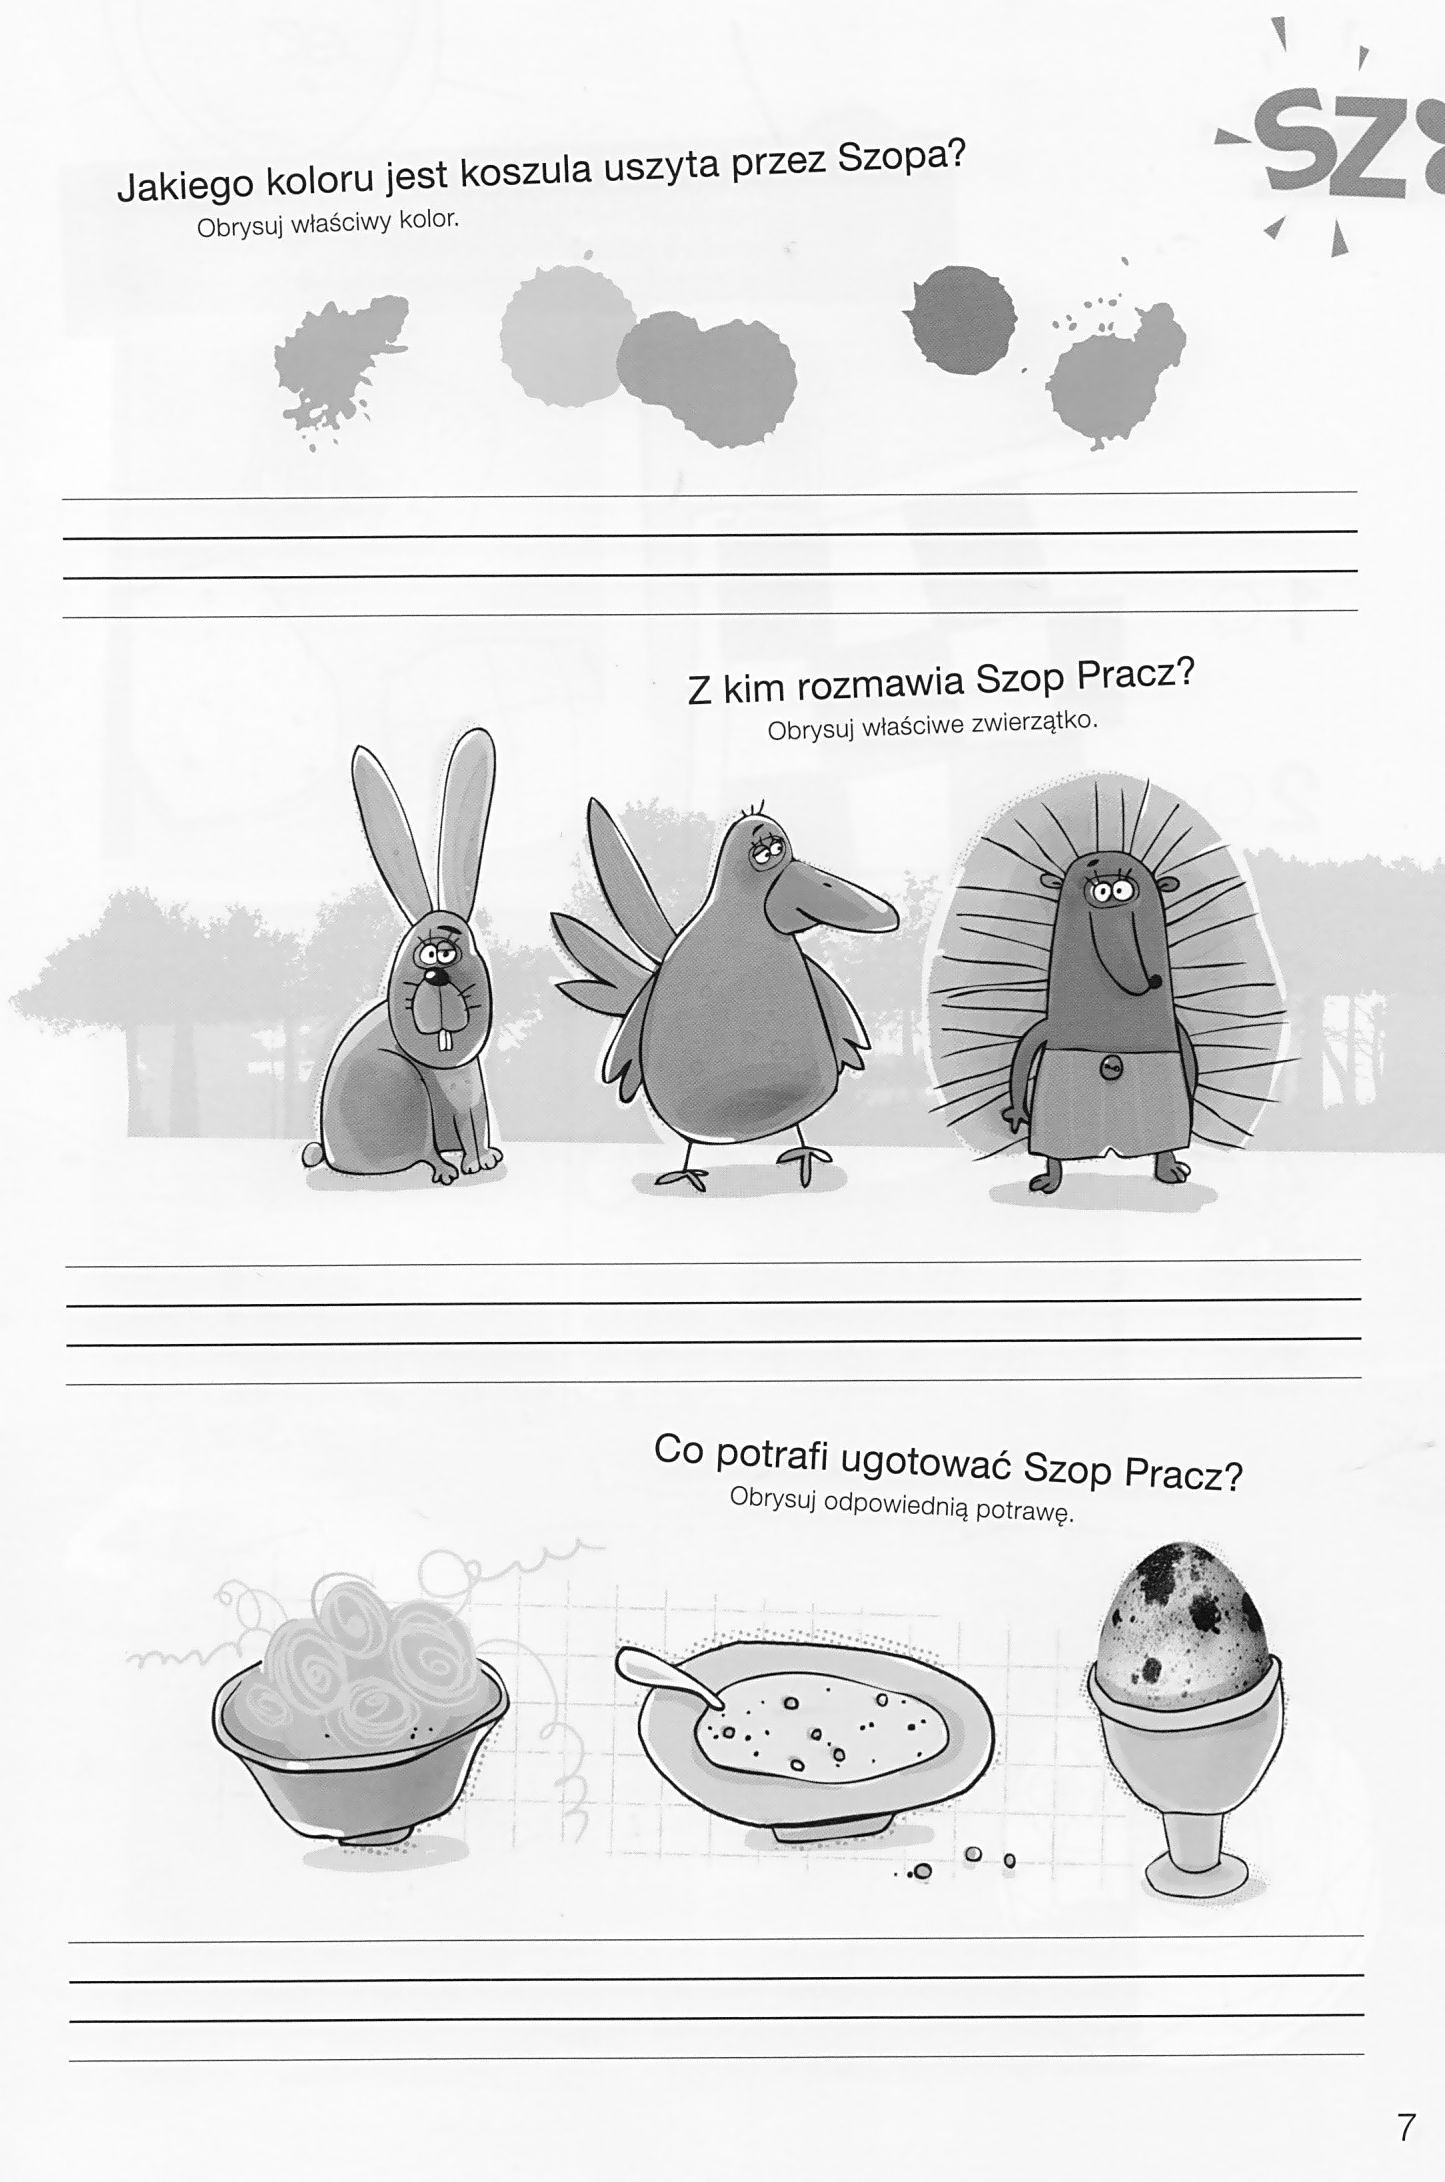 SZ
Jakiego koloru jest koszula uszyta przez Szopa?
Obrysuj właściwy kolor.
Z kim rozmawia Szop Pracz?
Obrysuj właściwe zwierzątko.
Co potrafi ugotować Szop Pracz?
Obrysuj odpowiednią potrawę.
7